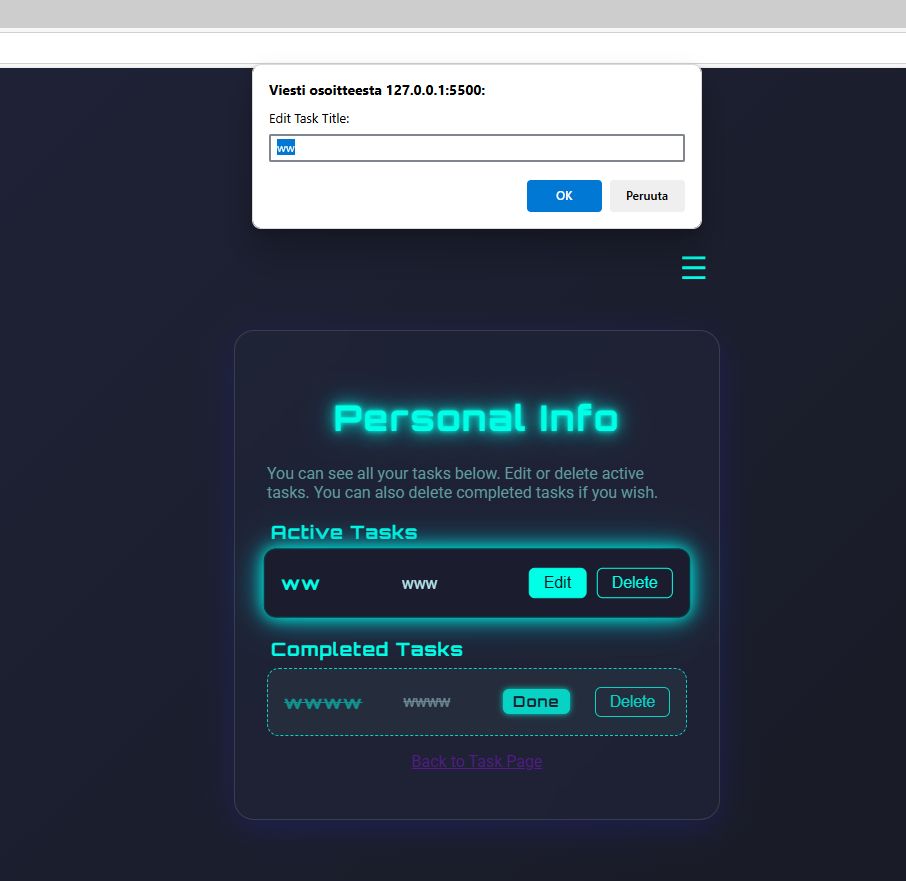 Viesti osoitteesta 127.0.0.1:5500:
Edit Task Title:
ww
OK Peruuta
Personal Info
You can see all your tasks below. Edit or delete active
tasks. You can also delete completed tasks if you wish.
Active Tasks
ww www Edit Delete
Completed Tasks
wwww wwww Done Delete
Back to Task Page